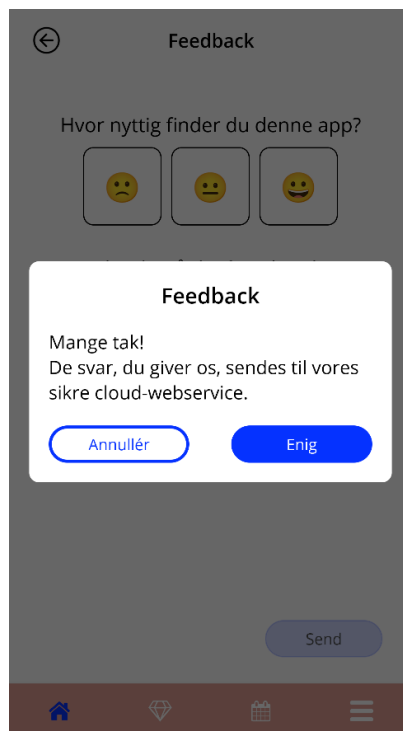 Feedback
Hvor nyttig finder du denne app?
Feedback
Mange tak!
De svar, du giver os, sendes til vores
sikre cloud-webservice.
Annullér
Enig
Send